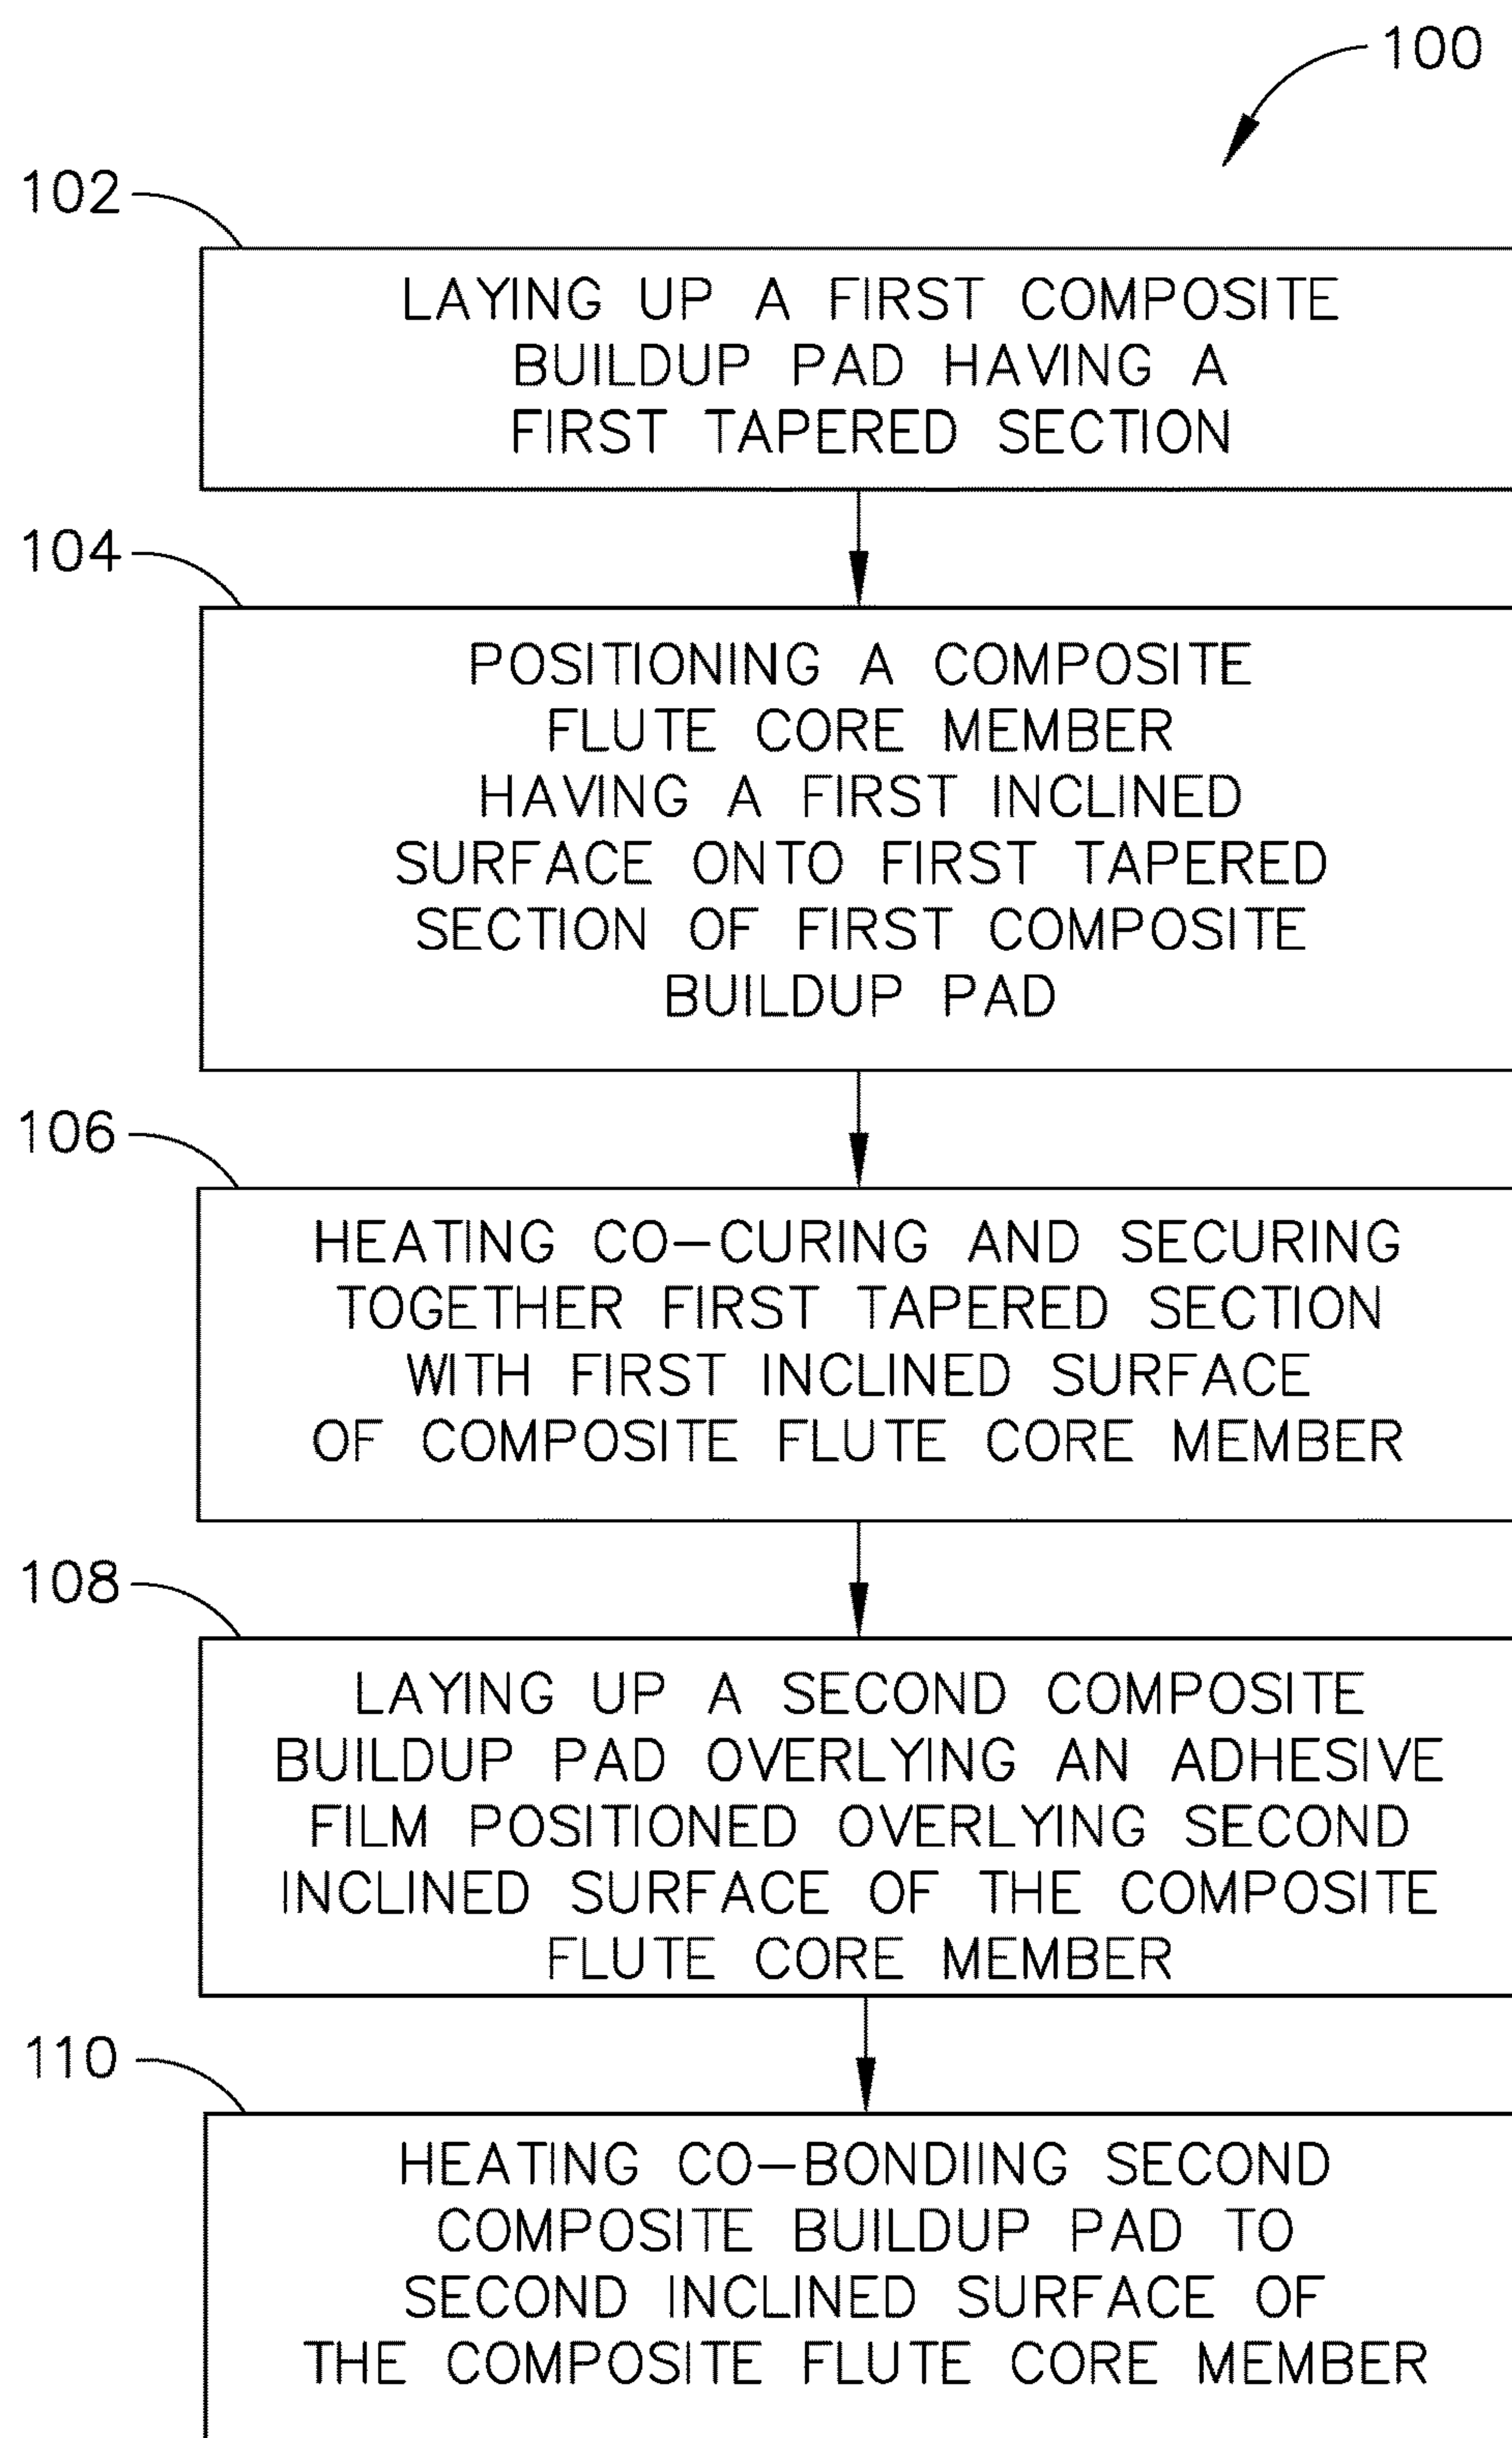 100
102
LAYING UP A FIRST COMPOSITE
BUILDUP PAD HAVING A
FIRST TAPERED SECTION
104
POSITIONING A COMPOSITE
FLUTE CORE MEMBER
HAVING A FIRST INCLINED
SURFACE ONTO FIRST TAPERED
SECTION OF FIRST COMPOSITE
BUILDUP PAD
106
HEATING CO-CURING AND SECURING
TOGETHER FIRST TAPERED SECTION
WITH FIRST INCLINED SURFACE
OF COMPOSITE FLUTE CORE MEMBER
108
LAYING UP A SECOND COMPOSITE
BUILDUP PAD OVERLYING AN ADHESIVE
FILM POSITIONED OVERLYING SECOND
INCLINED SURFACE OF THE COMPOSITE
FLUTE CORE MEMBER
110
HEATING CO-BONDIING SECOND
COMPOSITE BUILDUP PAD TO
SECOND INCLINED SURFACE OF
THE COMPOSITE FLUTE CORE MEMBER